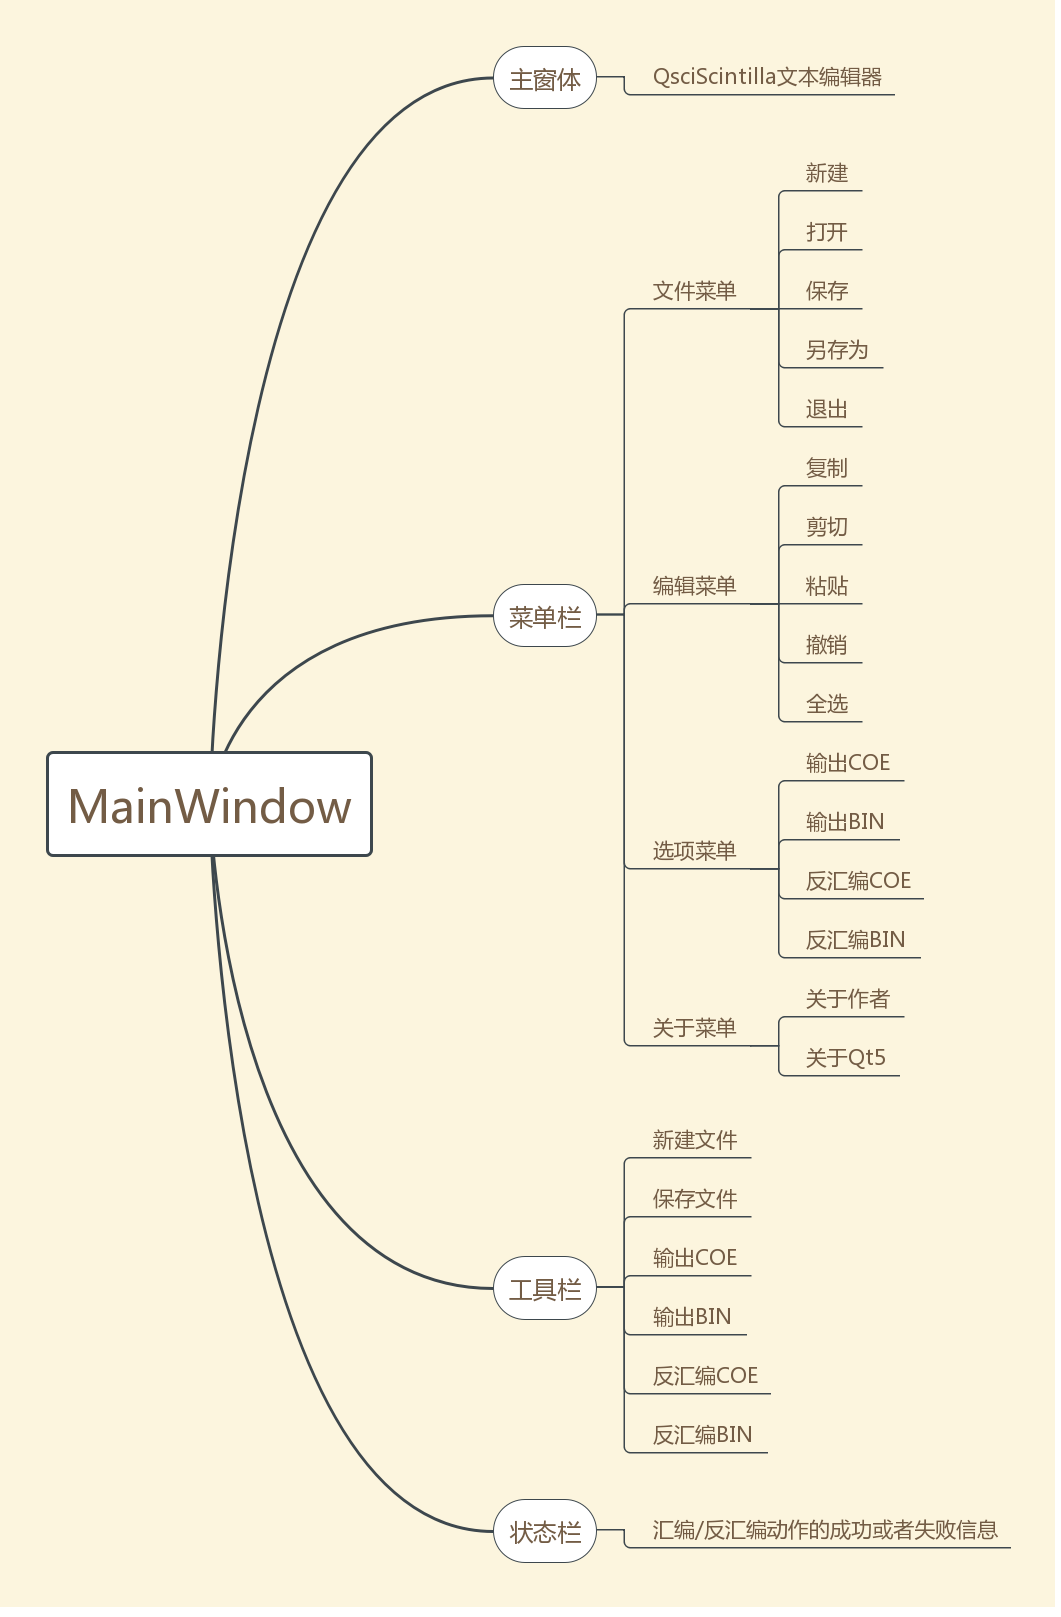 MainWindow
主窗体
QsciScintilla文本编辑器
菜单栏
文件菜单
新建
打开
保存
另存为
退出
编辑菜单
复制
剪切
粘贴
撤销
全选
选项菜单
输出COE
输出BIN
反汇编COE
反汇编BIN
关于菜单
关于作者
关于Qt5
工具栏
新建文件
保存文件
输出COE
输出BIN
反汇编COE
反汇编BIN
状态栏
汇编/反汇编动作的成功或者失败信息